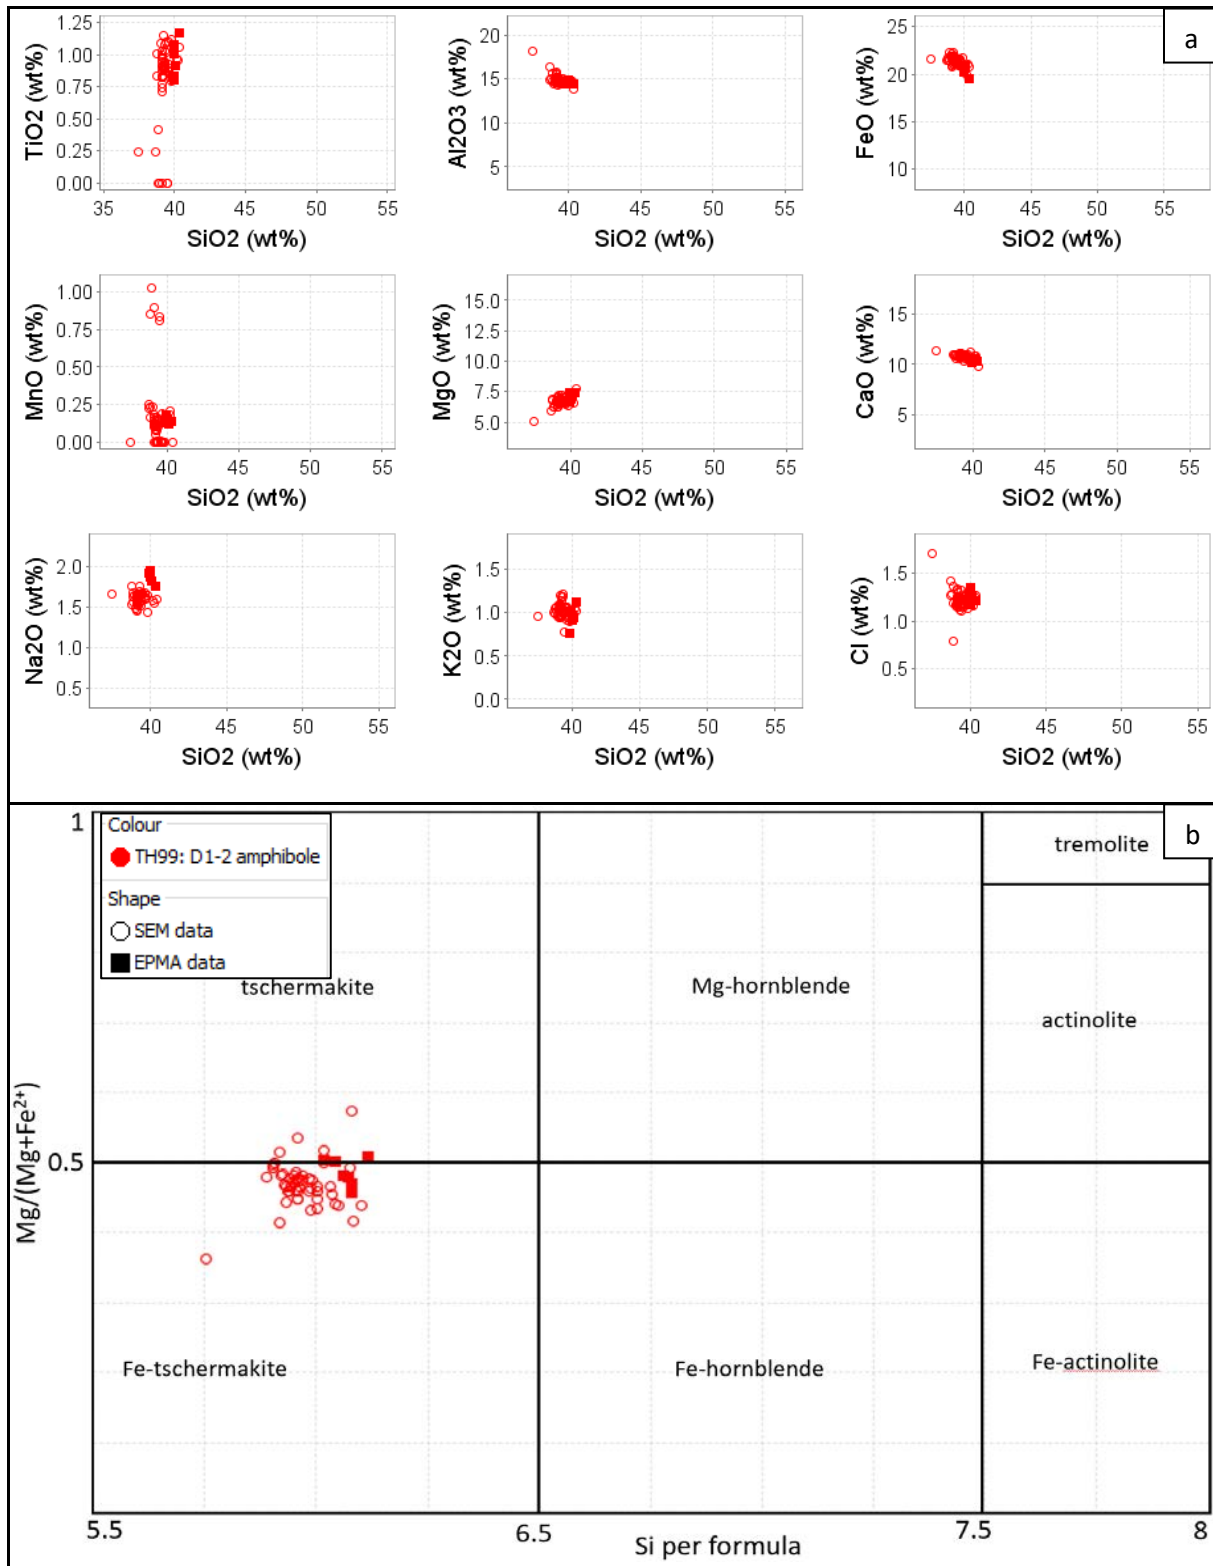 a
TiO2 (wt%)
1.25
1.00
0.75
0.50
0.25
0.00
35 40 45 50 55
SiO2 (wt%)
Al2O3 (wt%)
20
15
10
5
40 45 50 55
SiO2 (wt%)
FeO (wt%)
25
20
15
10
40 45 50 55
SiO2 (wt%)
MnO (wt%)
1.00
0.75
0.50
0.25
0.00
40 45 50 55
SiO2 (wt%)
MgO (wt%)
15.0
12.5
10.0
7.5
5.0
40 45 50 55
SiO2 (wt%)
CaO (wt%)
15
10
5
40 45 50 55
SiO2 (wt%)
Na2O (wt%)
2.0
1.5
1.0
0.5
40 45 50 55
SiO2 (wt%)
K2O (wt%)
1.5
1.0
0.5
0.0
40 45 50 55
SiO2 (wt%)
Cl (wt%)
1.5
1.0
0.5
40 45 50 55
SiO2 (wt%)
b
1
Colour
TH99: D1-2 amphibole
Shape
SEM data
EPMA data
tremolite
tschermakite
Mg-hornblende
actinolite
Mg/(Mg+Fe²⁺)
0.5
Fe-tschermakite
Fe-hornblende
Fe-actinolite
5.5 6.5 7.5 8
Si per formula